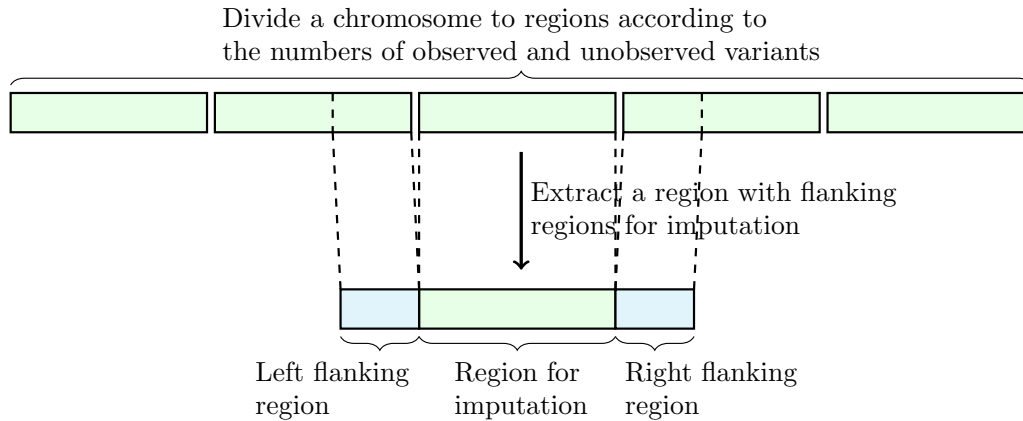 Divide a chromosome to regions according to
the numbers of observed and unobserved variants
Extract a region with flanking
regions for imputation
Left flanking
region
Region for
imputation
Right flanking
region